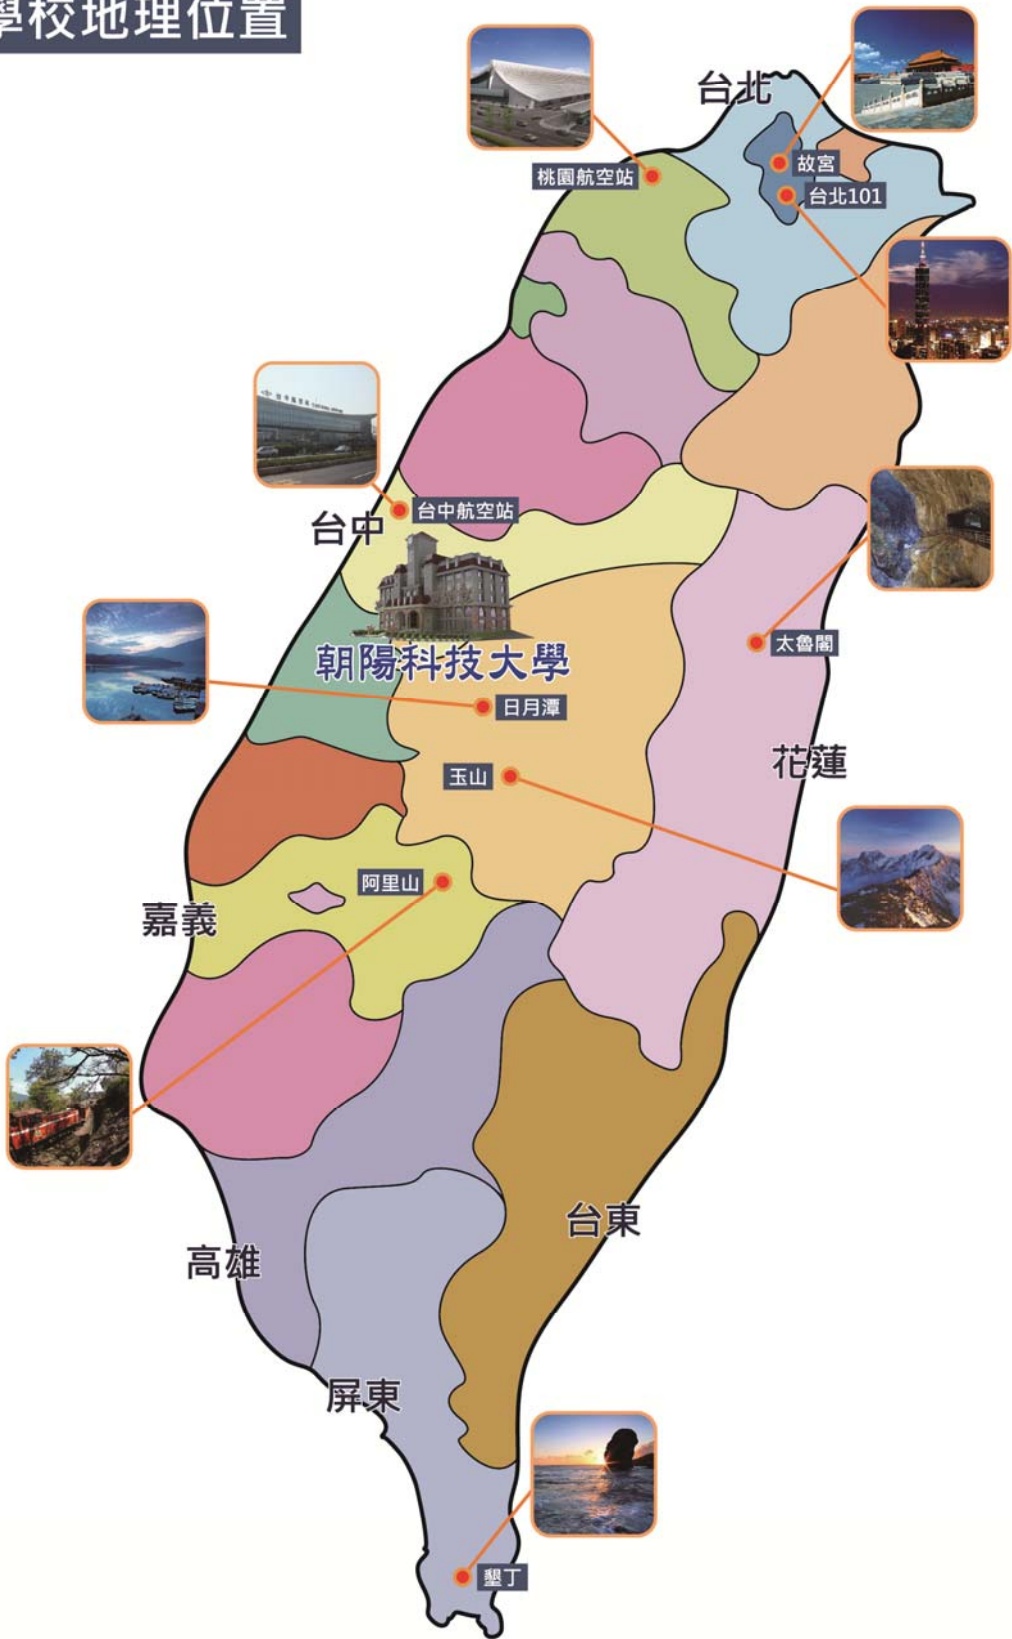 學校地理位置
台北
故宮
桃園航空站
台北101
台中航空站
台中
朝陽科技大學
太魯閣
日月潭
花蓮
玉山
阿里山
嘉義
台東
高雄
屏東
墾丁